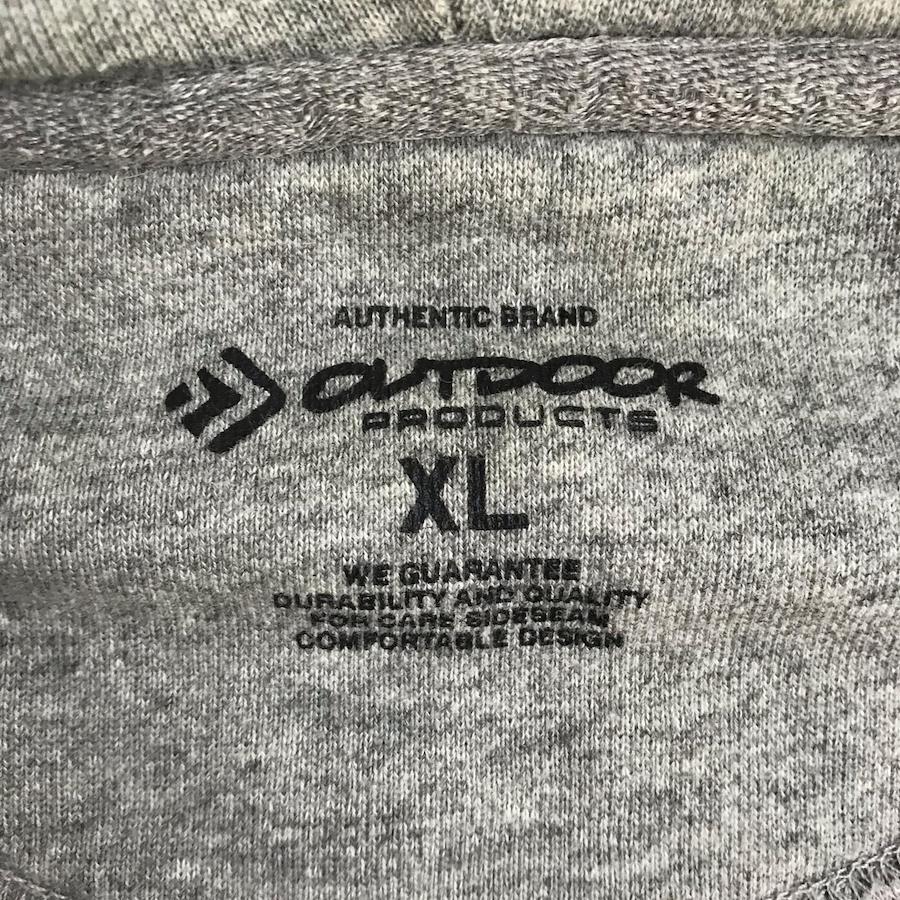 AUTHENTIC BRAND
OUTDOOR
PRODUCTS
XL
WE GUARANTEE
DURABILITY AND QUALITY
FOR CARE SIDESEAM
COMFORTABLE DESIGN